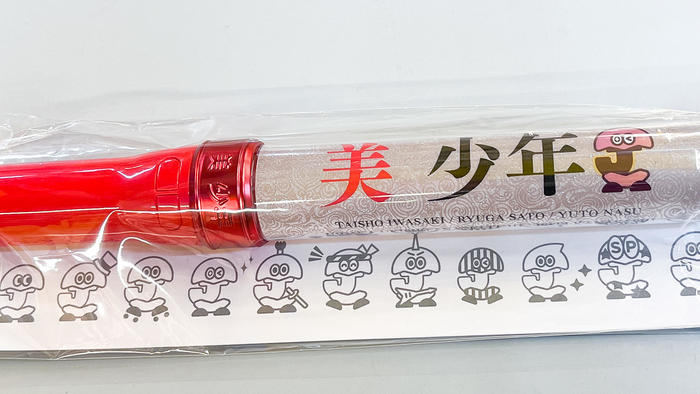 美 少年
TAISHO IWASAKI / RYUGA SATO / YUTO NASU
SP